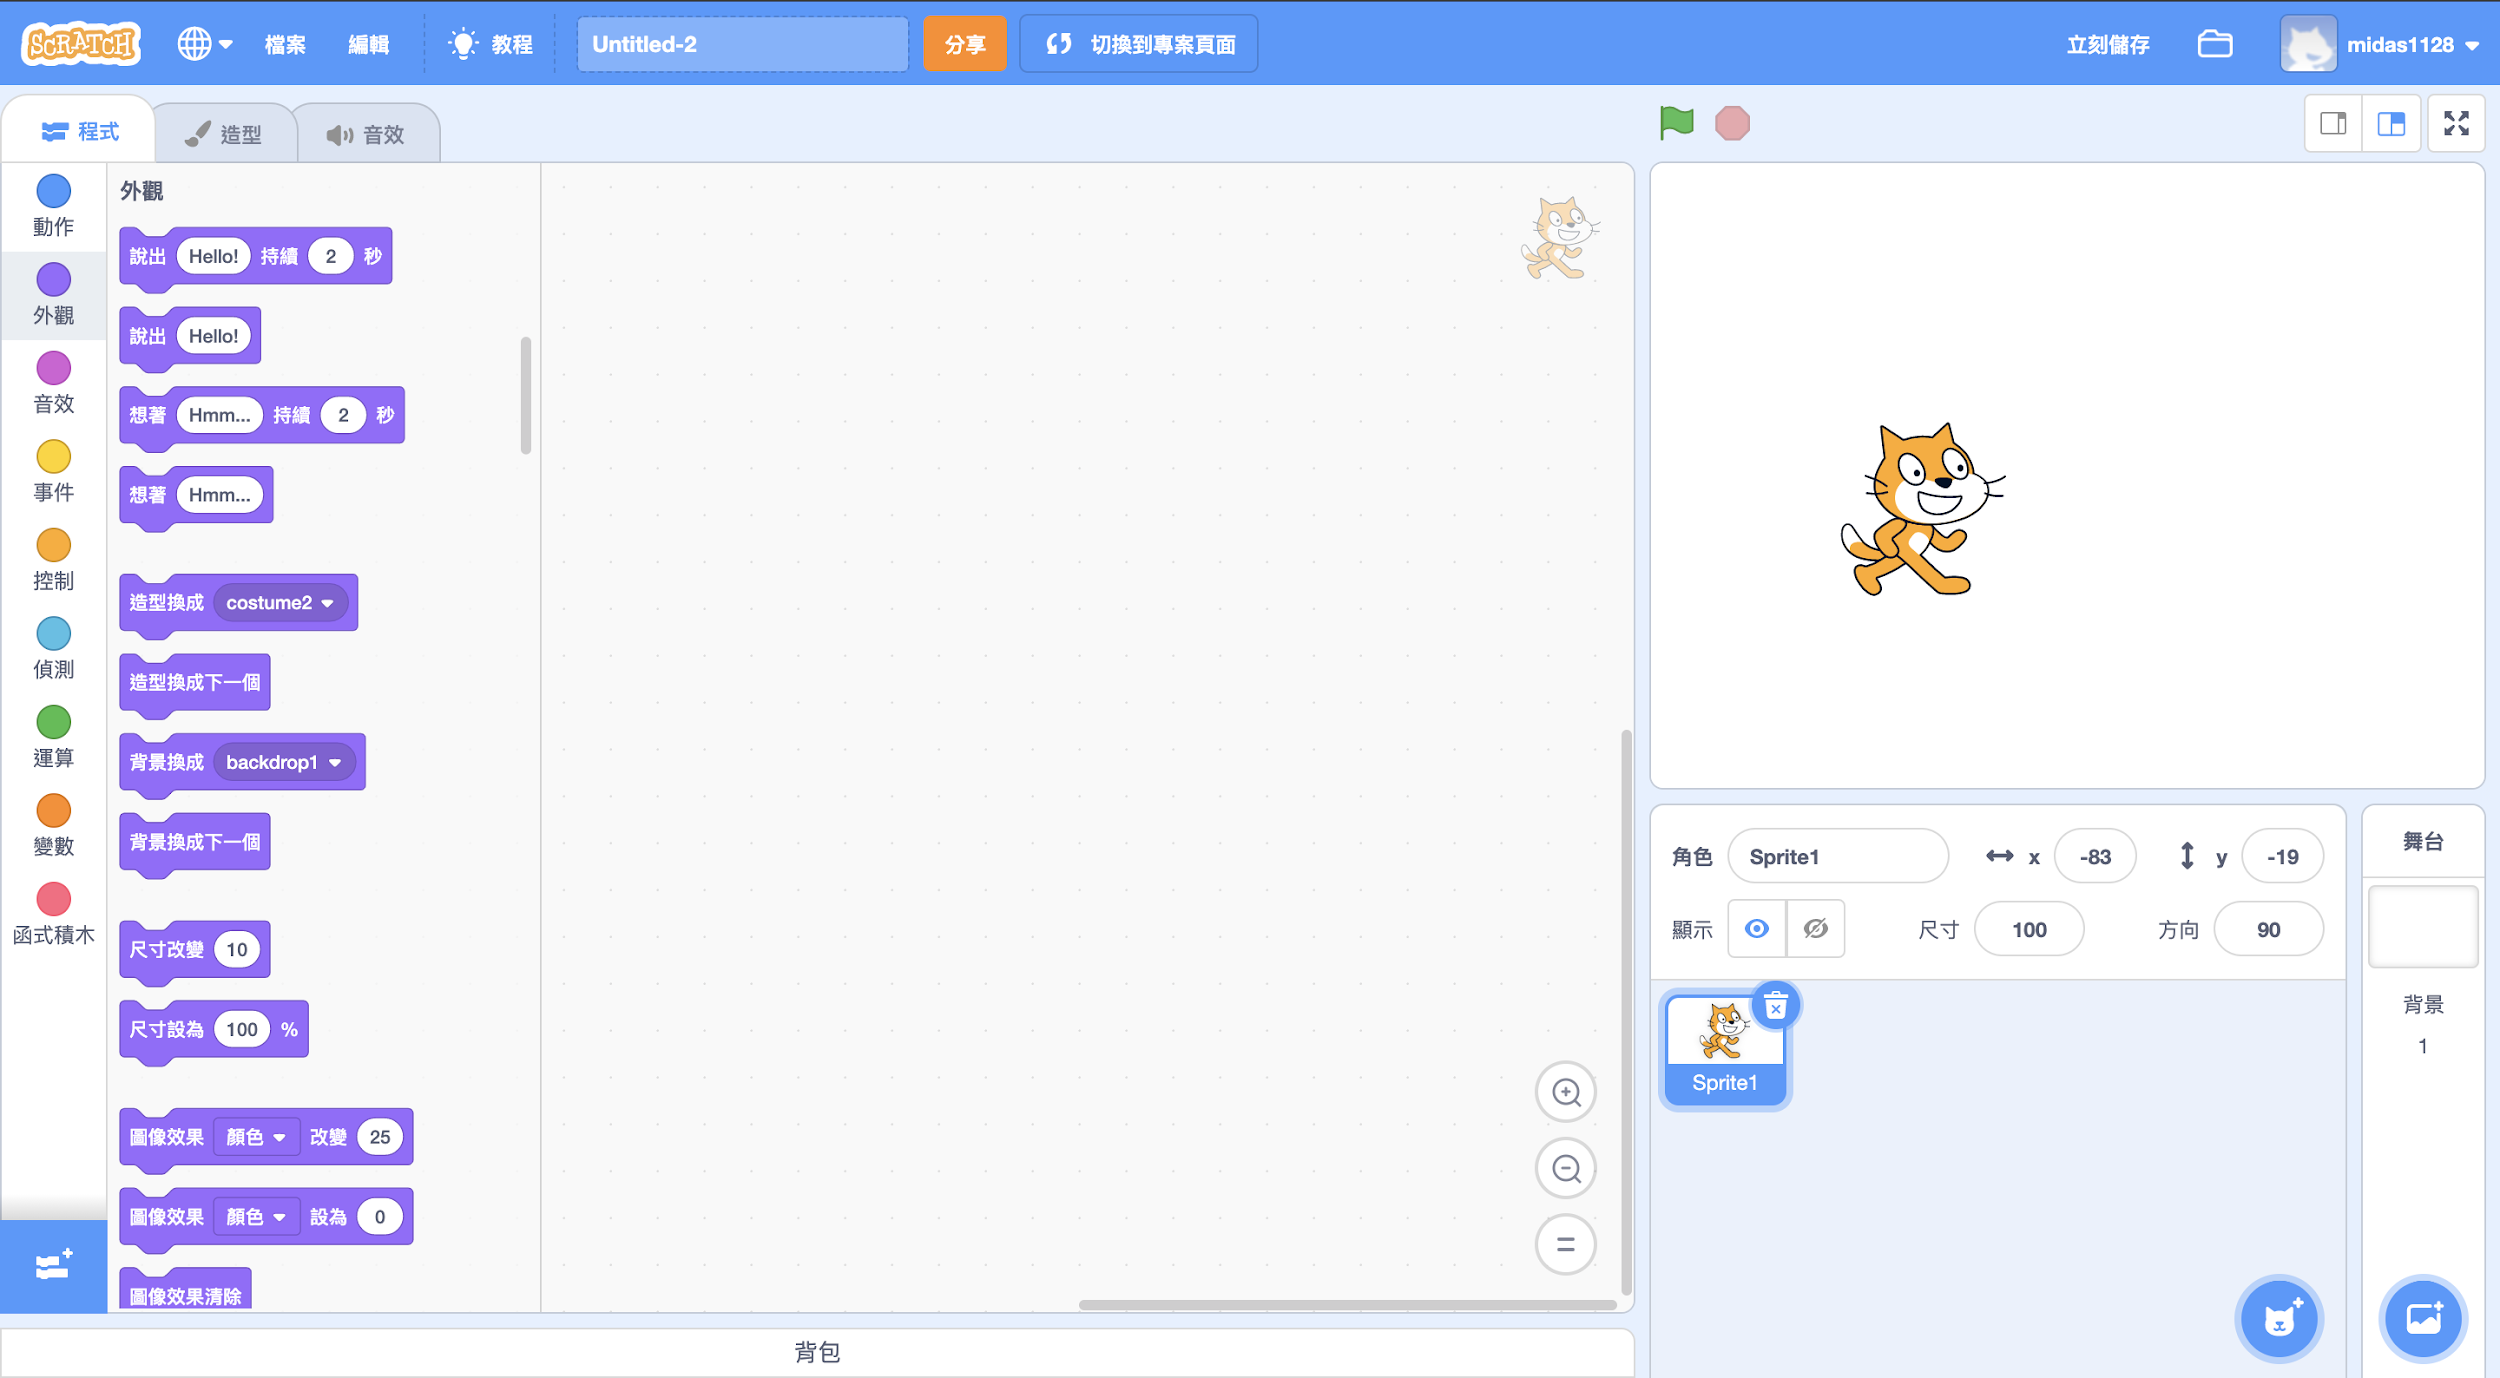 SCRATCH 檔案 編輯 教程 Untitled-2 分享 切換到專案頁面 立刻儲存 midas1128
程式 造型 音效
動作
外觀
音效
事件
控制
偵測
運算
變數
函式積木
外觀
說出 Hello! 持續 2 秒
說出 Hello!
想著 Hmm... 持續 2 秒
想著 Hmm...
造型換成 costume2
造型換成下一個
背景換成 backdrop1
背景換成下一個
尺寸改變 10
尺寸設為 100 %
圖像效果 顏色 改變 25
圖像效果 顏色 設為 0
圖像效果清除
背包
角色 Sprite1 x -83 y -19
顯示 尺寸 100 方向 90
Sprite1
舞台
背景
1